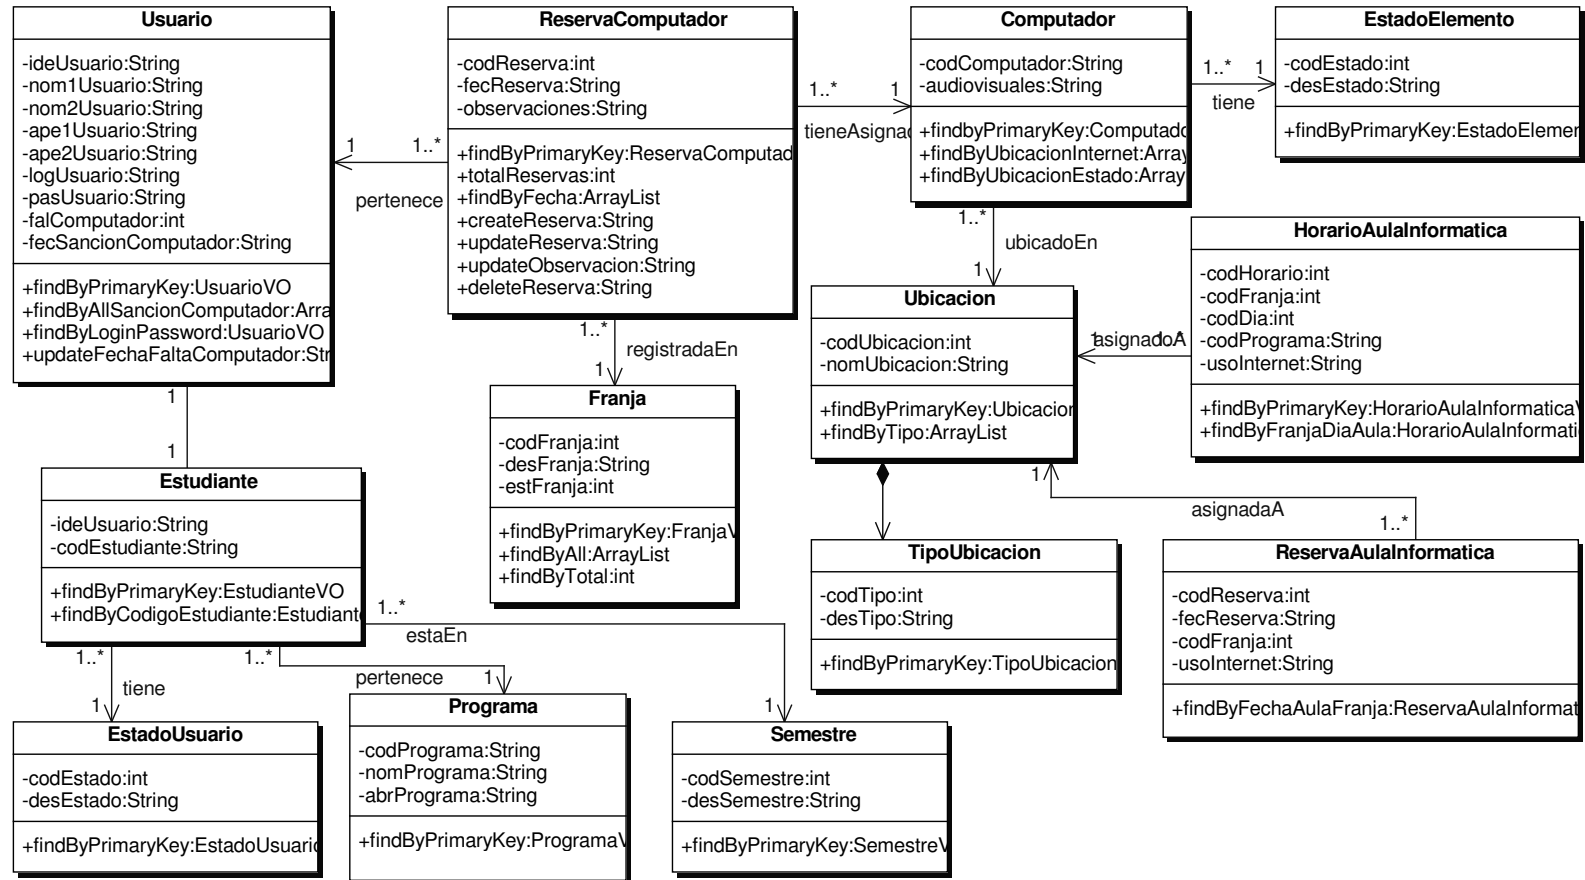 Usuario
-ideUsuario:String
-nom1Usuario:String
-nom2Usuario:String
-ape1Usuario:String
-ape2Usuario:String
-logUsuario:String
-pasUsuario:String
-falComputador:int
-fecSancionComputador:String
+findByPrimaryKey:UsuarioVO
+findByAllSancionComputador:Arra
+findByLoginPassword:UsuarioVO
+updateFechaFaltaComputador:Str
1
1..*
pertenece
ReservaComputador
-codReserva:int
-fecReserva:String
-observaciones:String
+findByPrimaryKey:ReservaComputad
+totalReservas:int
+findByFecha:ArrayList
+createReserva:String
+updateReserva:String
+updateObservacion:String
+deleteReserva:String
1..*
1
tieneAsignad
Computador
-codComputador:String
-audiovisuales:String
+findbyPrimaryKey:Computado
+findByUbicacionInternet:Array
+findByUbicacionEstado:Array
1..*
1
tiene
EstadoElemento
-codEstado:int
-desEstado:String
+findByPrimaryKey:EstadoElemen
1..*
ubicadoEn
1
HorarioAulaInformatica
-codHorario:int
-codFranja:int
-codDia:int
-codPrograma:String
-usoInternet:String
+findByPrimaryKey:HorarioAulaInformaticaV
+findByFranjaDiaAula:HorarioAulaInformati
1
asignadoA
1..*
Ubicacion
-codUbicacion:int
-nomUbicacion:String
+findByPrimaryKey:Ubicacion
+findByTipo:ArrayList
1..*
registradaEn
1
Franja
-codFranja:int
-desFranja:String
-estFranja:int
+findByPrimaryKey:FranjaV
+findByAll:ArrayList
+findByTotal:int
1
1
Estudiante
-ideUsuario:String
-codEstudiante:String
+findByPrimaryKey:EstudianteVO
+findByCodigoEstudiante:Estudiant
1
asignadaA
1..*
TipoUbicacion
-codTipo:int
-desTipo:String
+findByPrimaryKey:TipoUbicacion
ReservaAulaInformatica
-codReserva:int
-fecReserva:String
-codFranja:int
-usoInternet:String
+findByFechaAulaFranja:ReservaAulaInformat
1..*
estaEn
1
1..*
tiene
1
1..*
pertenece
1
EstadoUsuario
-codEstado:int
-desEstado:String
+findByPrimaryKey:EstadoUsuario
Programa
-codPrograma:String
-nomPrograma:String
-abrPrograma:String
+findByPrimaryKey:ProgramaV
Semestre
-codSemestre:int
-desSemestre:String
+findByPrimaryKey:SemestreV